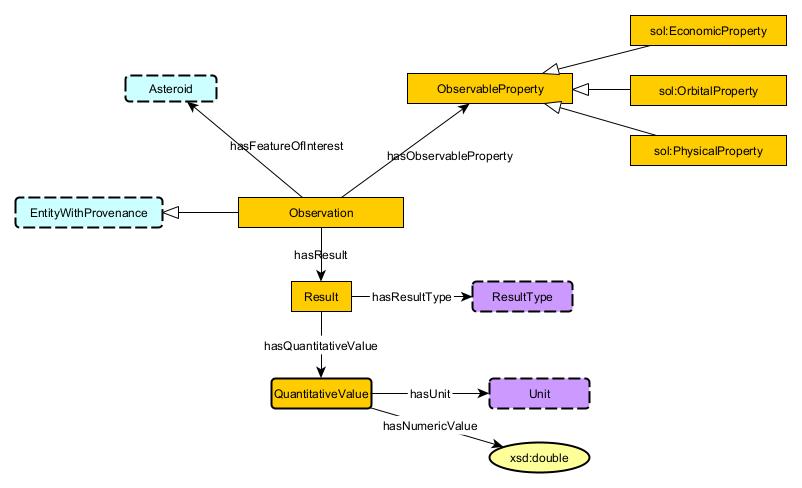 sol:EconomicProperty
Asteroid
ObservableProperty
sol:OrbitalProperty
hasFeatureOfInterest
hasObservableProperty
sol:PhysicalProperty
EntityWithProvenance
Observation
hasResult
Result
hasResultType
ResultType
hasQuantitativeValue
QuantitativeValue
hasUnit
Unit
hasNumericValue
xsd:double